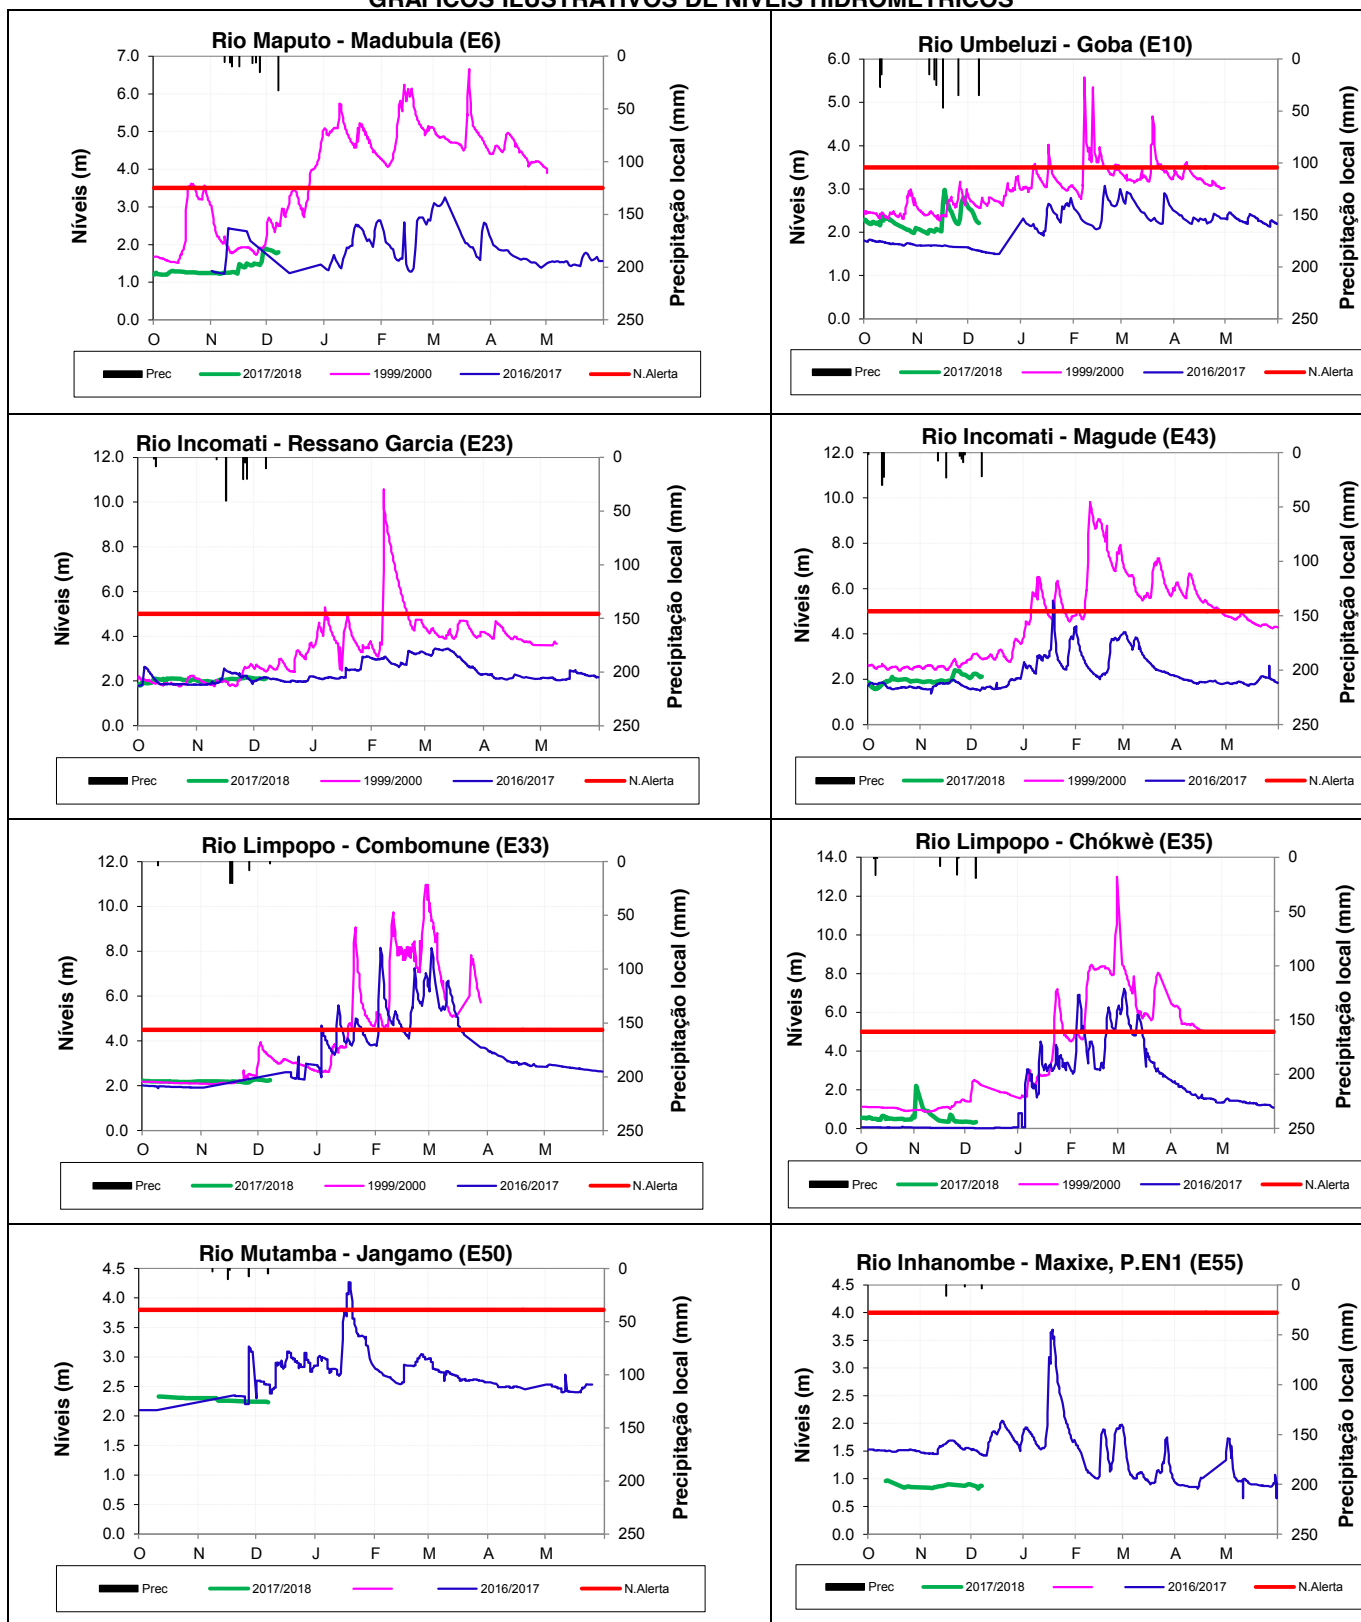 GRÁFICOS ILUSTRATIVOS DE NÍVEIS HIDROMÉTRICOS
Rio Maputo - Madubula (E6)
Níveis (m)
7.0
6.0
5.0
4.0
3.0
2.0
1.0
0.0
0
50
100
150
200
250
Precipitação local (mm)
O N D J F M A M
Prec 2017/2018 1999/2000 2016/2017 N.Alerta
Rio Umbeluzi - Goba (E10)
Níveis (m)
6.0
5.0
4.0
3.0
2.0
1.0
0.0
0
50
100
150
200
250
Precipitação local (mm)
O N D J F M A M
Prec 2017/2018 1999/2000 2016/2017 N.Alerta
Rio Incomati - Ressano Garcia (E23)
Níveis (m)
12.0
10.0
8.0
6.0
4.0
2.0
0.0
0
50
100
150
200
250
Precipitação local (mm)
O N D J F M A M
Prec 2017/2018 1999/2000 2016/2017 N.Alerta
Rio Incomati - Magude (E43)
Níveis (m)
12.0
10.0
8.0
6.0
4.0
2.0
0.0
0
50
100
150
200
250
Precipitação local (mm)
O N D J F M A M
Prec 2017/2018 1999/2000 2016/2017 N.Alerta
Rio Limpopo - Combomune (E33)
Níveis (m)
12.0
10.0
8.0
6.0
4.0
2.0
0.0
0
50
100
150
200
250
Precipitação local (mm)
O N D J F M A M
Prec 2017/2018 1999/2000 2016/2017 N.Alerta
Rio Limpopo - Chókwè (E35)
Níveis (m)
14.0
12.0
10.0
8.0
6.0
4.0
2.0
0.0
0
50
100
150
200
250
Precipitação local (mm)
O N D J F M A M
Prec 2017/2018 1999/2000 2016/2017 N.Alerta
Rio Mutamba - Jangamo (E50)
Níveis (m)
4.5
4.0
3.5
3.0
2.5
2.0
1.5
1.0
0.5
0.0
0
50
100
150
200
250
Precipitação local (mm)
O N D J F M A M
Prec 2017/2018 2016/2017 N.Alerta
Rio Inhanombe - Maxixe, P.EN1 (E55)
Níveis (m)
4.5
4.0
3.5
3.0
2.5
2.0
1.5
1.0
0.5
0.0
0
50
100
150
200
250
Precipitação local (mm)
O N D J F M A M
Prec 2017/2018 2016/2017 N.Alerta